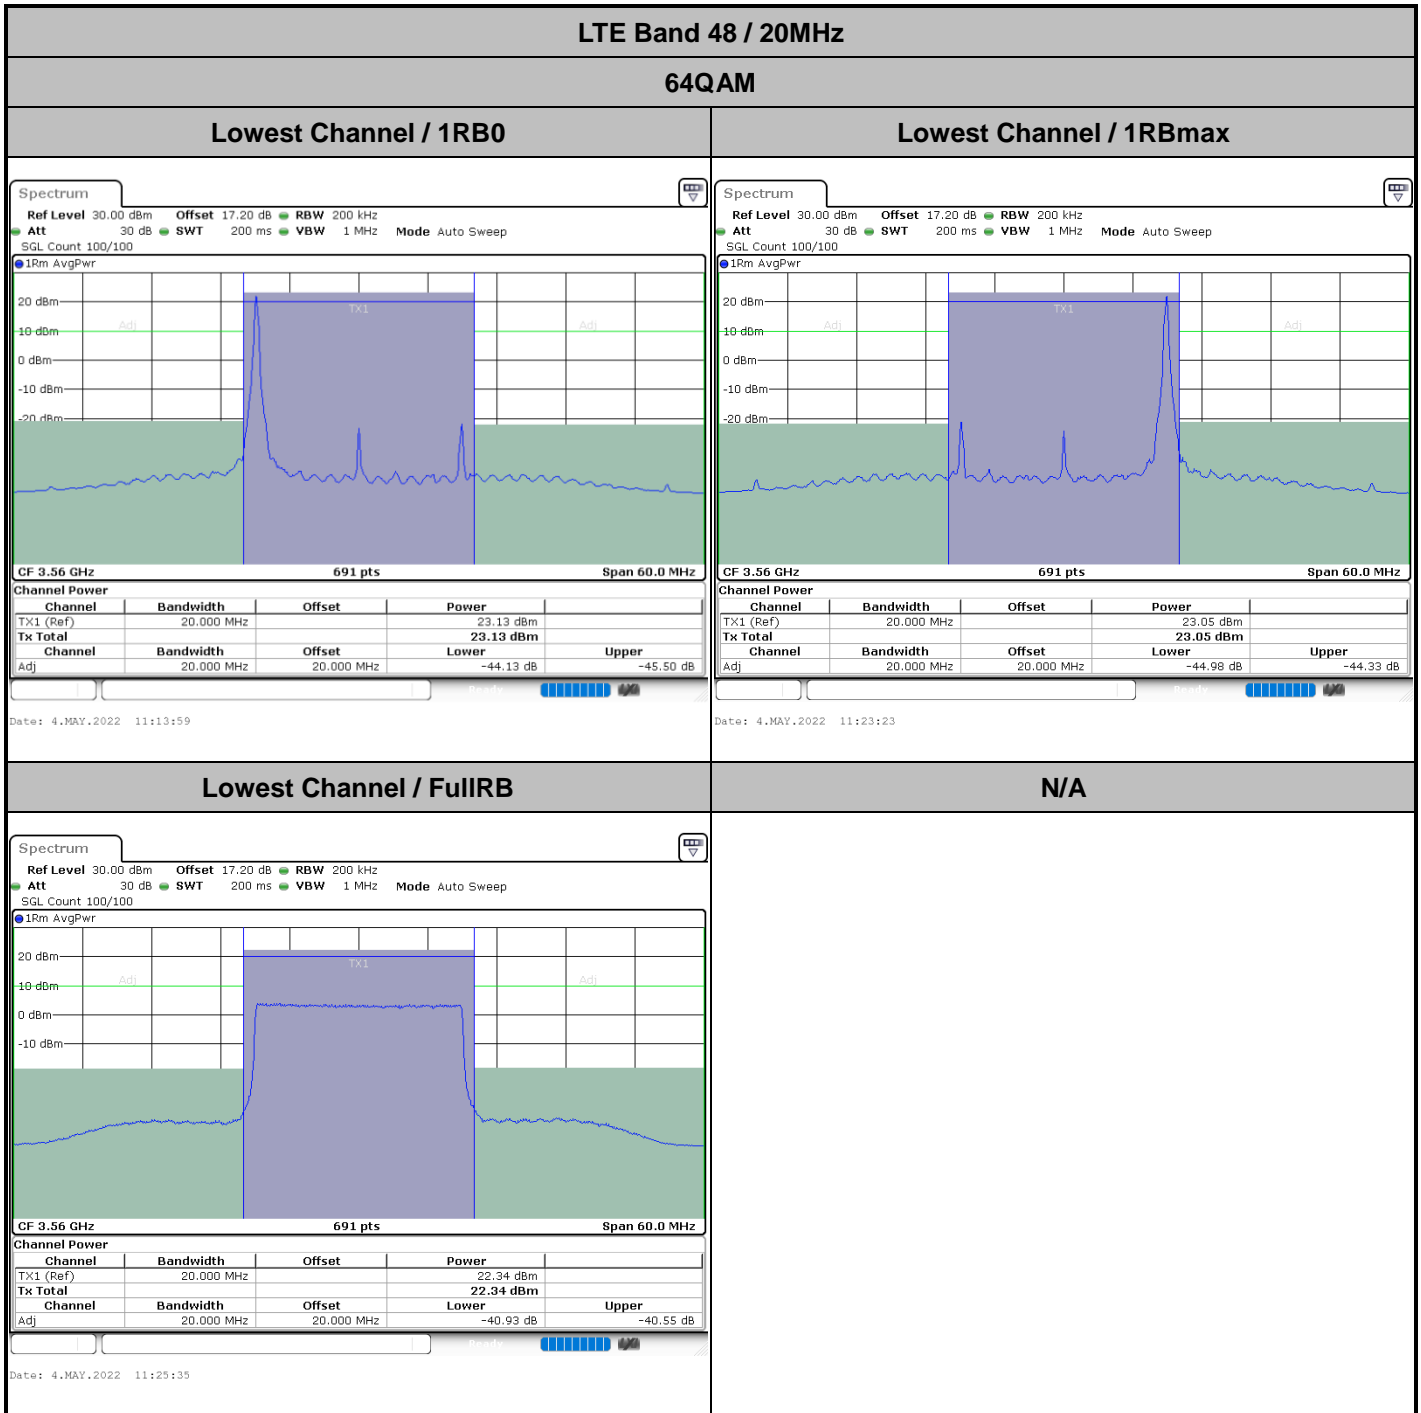 LTE Band 48 / 20MHz
64QAM
Lowest Channel / 1RB0
Lowest Channel / 1RBmax
Spectrum
Ref Level 30.00 dBm Offset 17.20 dB RBW 200 kHz
Att 30 dB SWT 200 ms VBW 1 MHz Mode Auto Sweep
SGL Count 100/100
1Rm AvgPwr
TX1
Adj
Adj
20 dBm
10 dBm
0 dBm
-10 dBm
-20 dBm
CF 3.56 GHz 691 pts Span 60.0 MHz
Channel Power
Channel Bandwidth Offset Power
TX1 (Ref) 20.000 MHz 23.13 dBm
Tx Total 23.13 dBm
Channel Bandwidth Offset Lower Upper
Adj 20.000 MHz 20.000 MHz -44.13 dB -45.50 dB
Ready
Date: 4.MAY.2022 11:13:59
Spectrum
Ref Level 30.00 dBm Offset 17.20 dB RBW 200 kHz
Att 30 dB SWT 200 ms VBW 1 MHz Mode Auto Sweep
SGL Count 100/100
1Rm AvgPwr
TX1
Adj
Adj
20 dBm
10 dBm
0 dBm
-10 dBm
-20 dBm
CF 3.56 GHz 691 pts Span 60.0 MHz
Channel Power
Channel Bandwidth Offset Power
TX1 (Ref) 20.000 MHz 23.05 dBm
Tx Total 23.05 dBm
Channel Bandwidth Offset Lower Upper
Adj 20.000 MHz 20.000 MHz -44.98 dB -44.33 dB
Ready
Date: 4.MAY.2022 11:23:23
Lowest Channel / FullRB
N/A
Spectrum
Ref Level 30.00 dBm Offset 17.20 dB RBW 200 kHz
Att 30 dB SWT 200 ms VBW 1 MHz Mode Auto Sweep
SGL Count 100/100
1Rm AvgPwr
TX1
Adj
Adj
20 dBm
10 dBm
0 dBm
-10 dBm
CF 3.56 GHz 691 pts Span 60.0 MHz
Channel Power
Channel Bandwidth Offset Power
TX1 (Ref) 20.000 MHz 22.34 dBm
Tx Total 22.34 dBm
Channel Bandwidth Offset Lower Upper
Adj 20.000 MHz 20.000 MHz -40.93 dB -40.55 dB
Ready
Date: 4.MAY.2022 11:25:35